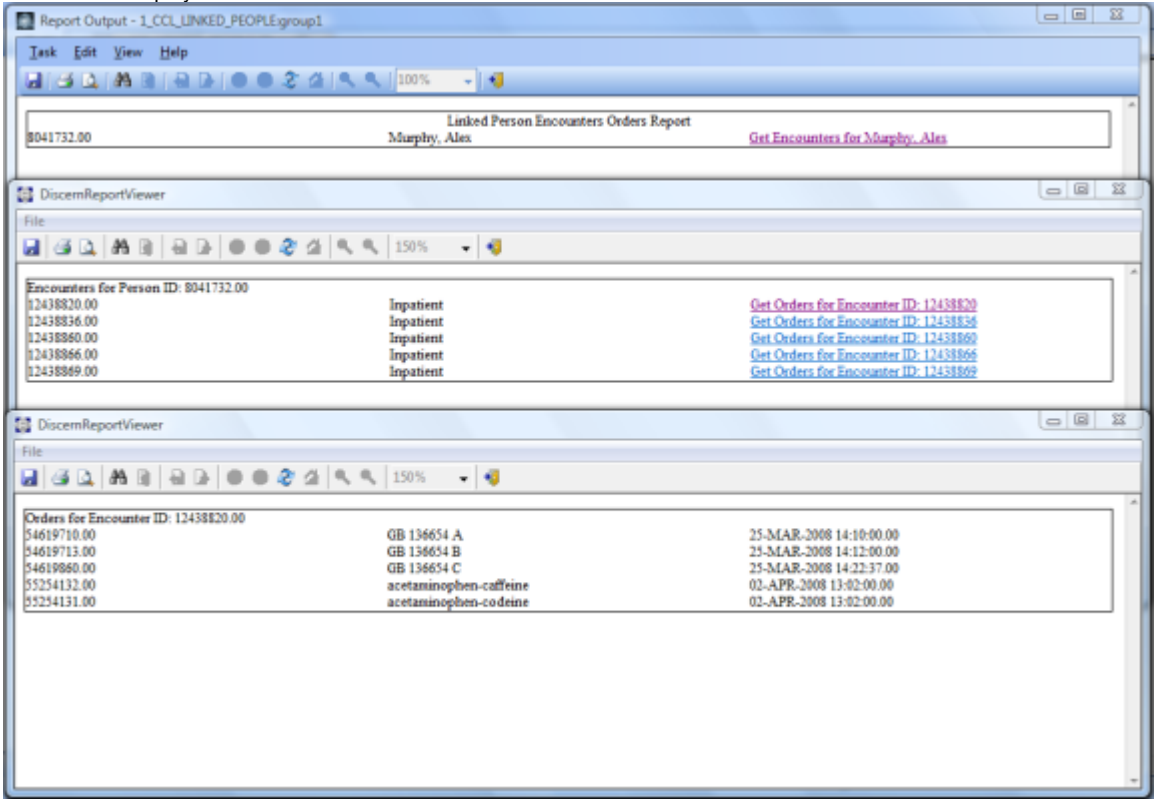 Report Output - 1_CCL_LINKED_PEOPLE:group1
Task Edit View Help
100%
Linked Person Encounters Orders Report
8041732.00 Murphy, Alex Get Encounters for Murphy, Alex
DiscernReportViewer
File
150%
Encounters for Person ID: 8041732.00
12438820.00 Inpatient Get Orders for Encounter ID: 12438820
12438836.00 Inpatient Get Orders for Encounter ID: 12438836
12438860.00 Inpatient Get Orders for Encounter ID: 12438860
12438866.00 Inpatient Get Orders for Encounter ID: 12438866
12438869.00 Inpatient Get Orders for Encounter ID: 12438869
DiscernReportViewer
File
150%
Orders for Encounter ID: 12438820.00
54619710.00 GB 136654 A 25-MAR-2008 14:10:00.00
54619713.00 GB 136654 B 25-MAR-2008 14:12:00.00
54619860.00 GB 136654 C 25-MAR-2008 14:22:37.00
55254132.00 acetaminophen-caffeine 02-APR-2008 13:02:00.00
55254131.00 acetaminophen-codeine 02-APR-2008 13:02:00.00